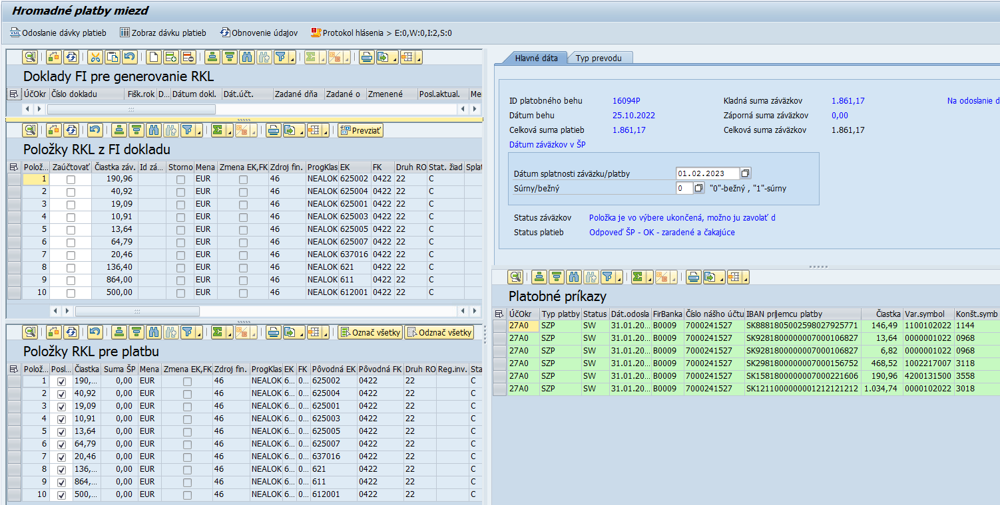 Hromadné platby miezd
Odoslanie dávky platieb Zobraz dávku platieb Obnovenie údajov Protokol hlásenia > E:0,W:0,I:2,S:0
Doklady FI pre generovanie RKL
ÚčOkr Číslo dokladu Fišk.rok D... Dátum dokl. Dát.účt. Zadané dňa Zadané o Zmenené Posl.aktual.
Prevziať
Položky RKL z FI dokladu
Polož... Zaúčtovať Čiastka záv. Id zá... Storno Mena Zmena EK,FK Zdroj fin. ProgKlas EK FK Druh RO Stat. žiad Splat
1 190,96 EUR 46 NEALOK 625002 0422 22 C
2 40,92 EUR 46 NEALOK 625004 0422 22 C
3 19,09 EUR 46 NEALOK 625001 0422 22 C
4 10,91 EUR 46 NEALOK 625003 0422 22 C
5 13,64 EUR 46 NEALOK 625005 0422 22 C
6 64,79 EUR 46 NEALOK 625007 0422 22 C
7 20,46 EUR 46 NEALOK 637016 0422 22 C
8 136,40 EUR 46 NEALOK 621 0422 22 C
9 864,00 EUR 46 NEALOK 611 0422 22 C
10 500,00 EUR 46 NEALOK 612001 0422 22 C
Označ všetky Odznač všetky
Položky RKL pre platbu
Polož... Posl... Čiastka Suma ŠP Mena Zmena EK,FK Zdroj fin. ProgKlas EK FK Pôvodná EK Pôvodná FK Druh RO Reg.inv. Sta
1 190,... 0,00 EUR 46 NEALOK 6... 0... 625002 0422 22 C
2 40,92 0,00 EUR 46 NEALOK 6... 0... 625004 0422 22 C
3 19,09 0,00 EUR 46 NEALOK 6... 0... 625001 0422 22 C
4 10,91 0,00 EUR 46 NEALOK 6... 0... 625003 0422 22 C
5 13,64 0,00 EUR 46 NEALOK 6... 0... 625005 0422 22 C
6 64,79 0,00 EUR 46 NEALOK 6... 0... 625007 0422 22 C
7 20,46 0,00 EUR 46 NEALOK 6... 0... 637016 0422 22 C
8 136,... 0,00 EUR 46 NEALOK 6... 0... 621 0422 22 C
9 864,... 0,00 EUR 46 NEALOK 6... 0... 611 0422 22 C
10 500,... 0,00 EUR 46 NEALOK 6... 0... 612001 0422 22 C
Hlavné dáta Typ prevodu
ID platobného behu 16094P Kladná suma záväzkov 1.861,17 Na odoslanie d
Dátum behu 25.10.2022 Záporná suma záväzkov 0,00
Celková suma platieb 1.861,17 Celková suma záväzkov 1.861,17
Dátum záväzkov v ŠP
Dátum splatnosti záväzku/platby 01.02.2023
Súrny/bežný 0 "0"-bežný , "1"-súrny
Status záväzkov Položka je vo výbere ukončená, možno ju zavolať d
Status platieb Odpoveď ŠP - OK - zaradené a čakajúce
Platobné príkazy
ÚčOkr Typ platby Status Dát.odosla FirBanka Číslo nášho účtu IBAN príjemcu platby Čiastka Var.symbol Konšt.symb
27A0 SZP SW 31.01.20... B0009 7000241527 SK8881805002598027925771 146,49 1100102022 1144
27A0 SZP SW 31.01.20... B0009 7000241527 SK9281800000007000106827 13,64 0000001022 0968
27A0 SZP SW 31.01.20... B0009 7000241527 SK9281800000007000106827 6,82 0000001022 0968
27A0 SZP SW 31.01.20... B0009 7000241527 SK2981800000007000156752 468,52 1002217007 3118
27A0 SZP SW 31.01.20... B0009 7000241527 SK1581800000007000221606 190,96 4200131500 3558
27A0 SZP SW 31.01.20... B0009 7000241527 SK1211000000001212121212 1.034,74 0000102022 3018